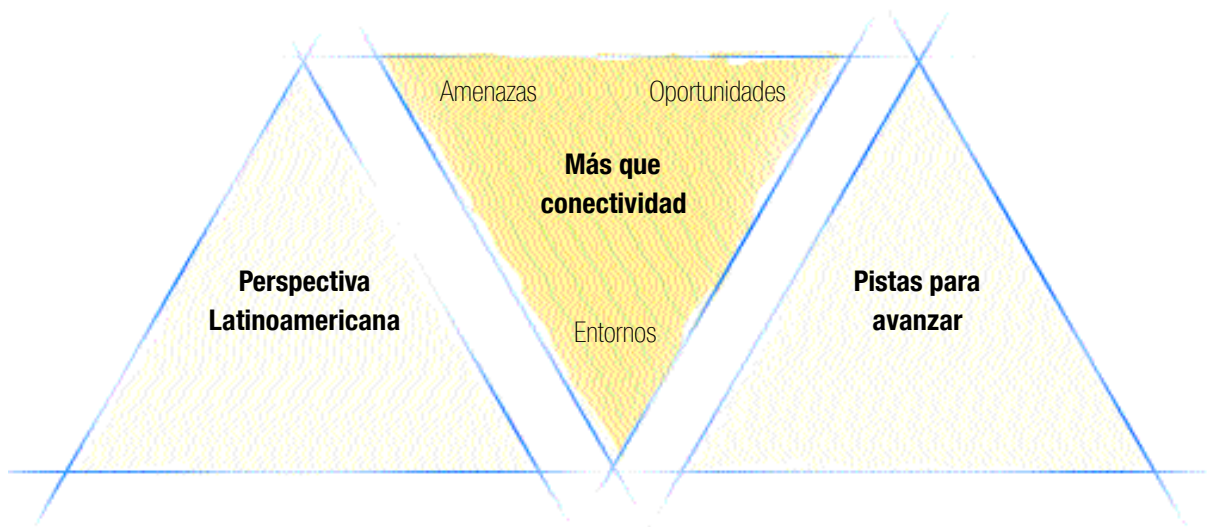 Amenazas
Oportunidades
Más que
conectividad
Perspectiva
Latinoamericana
Entornos
Pistas para
avanzar